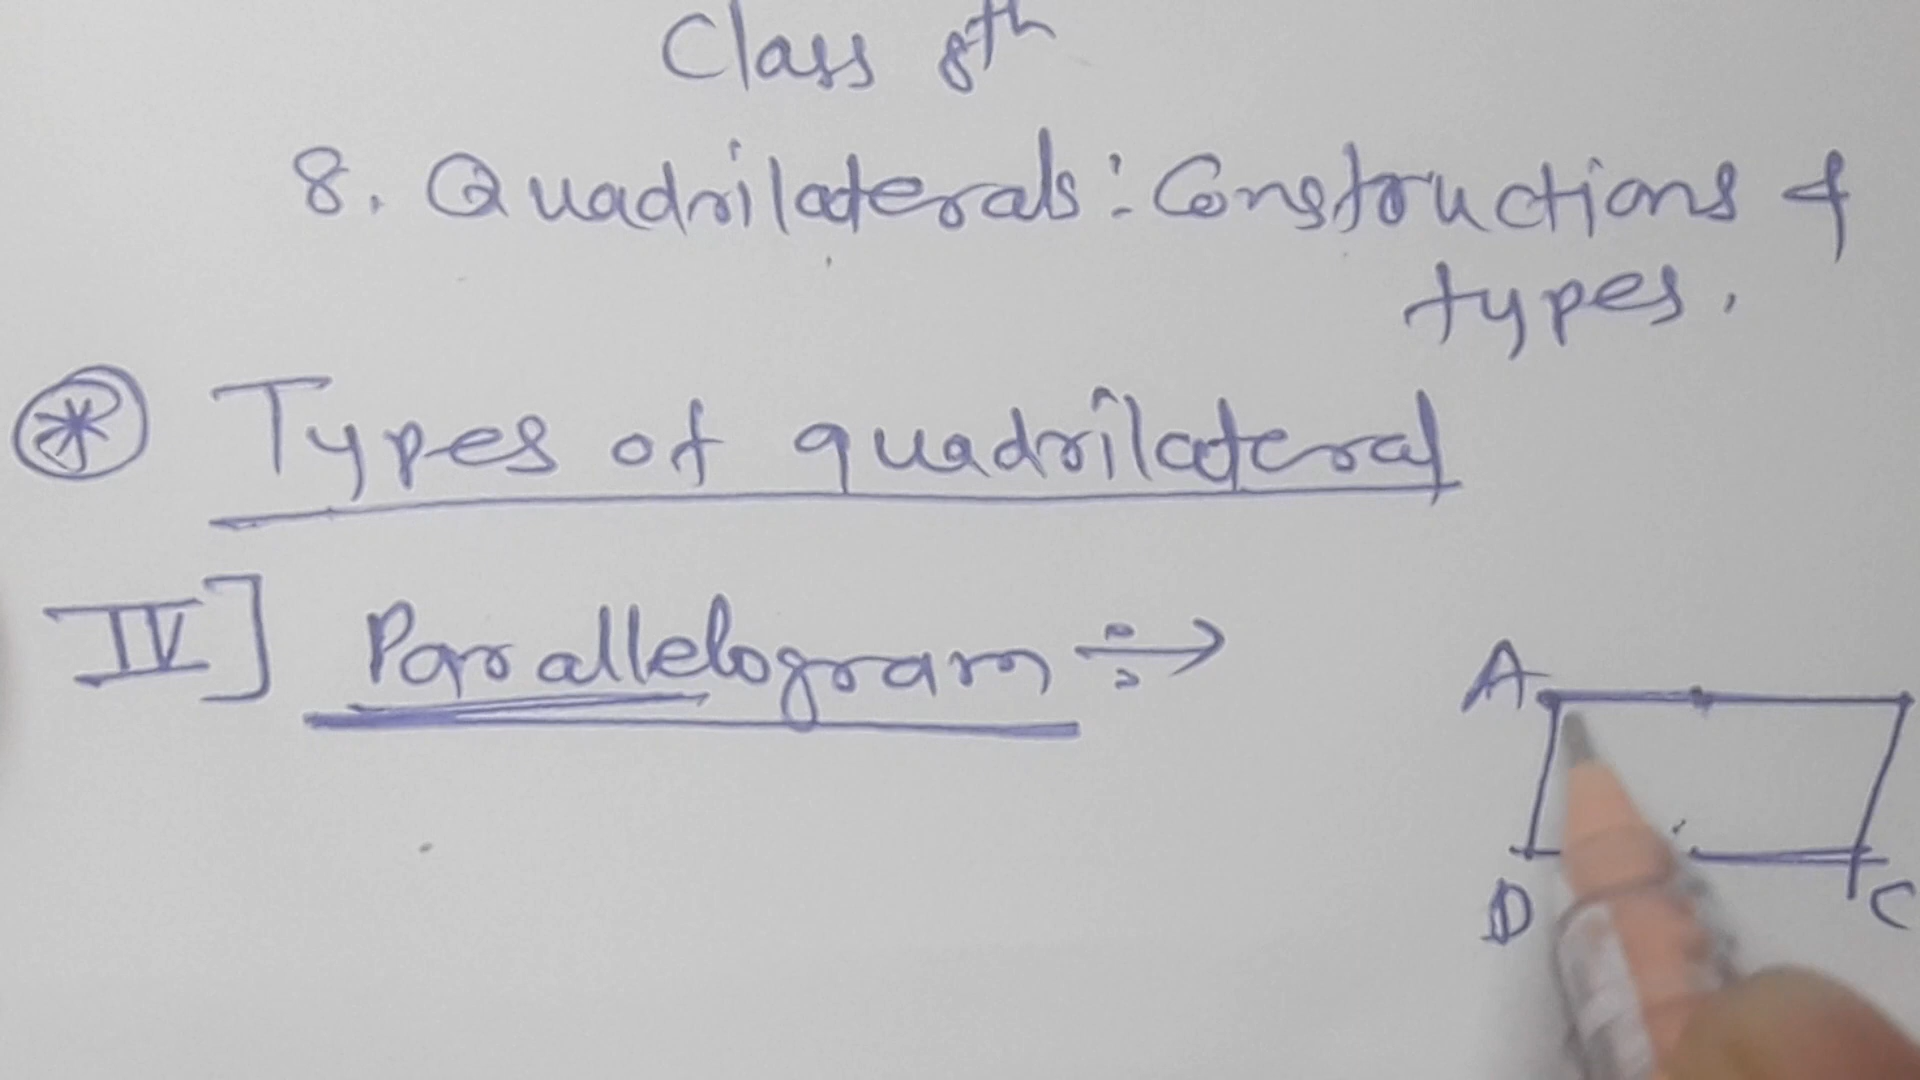 Class 8th
8. Quadrilaterals : Constructions &
types.
* Types of quadrilateral
IV] Parallelogram ÷→
A
D C